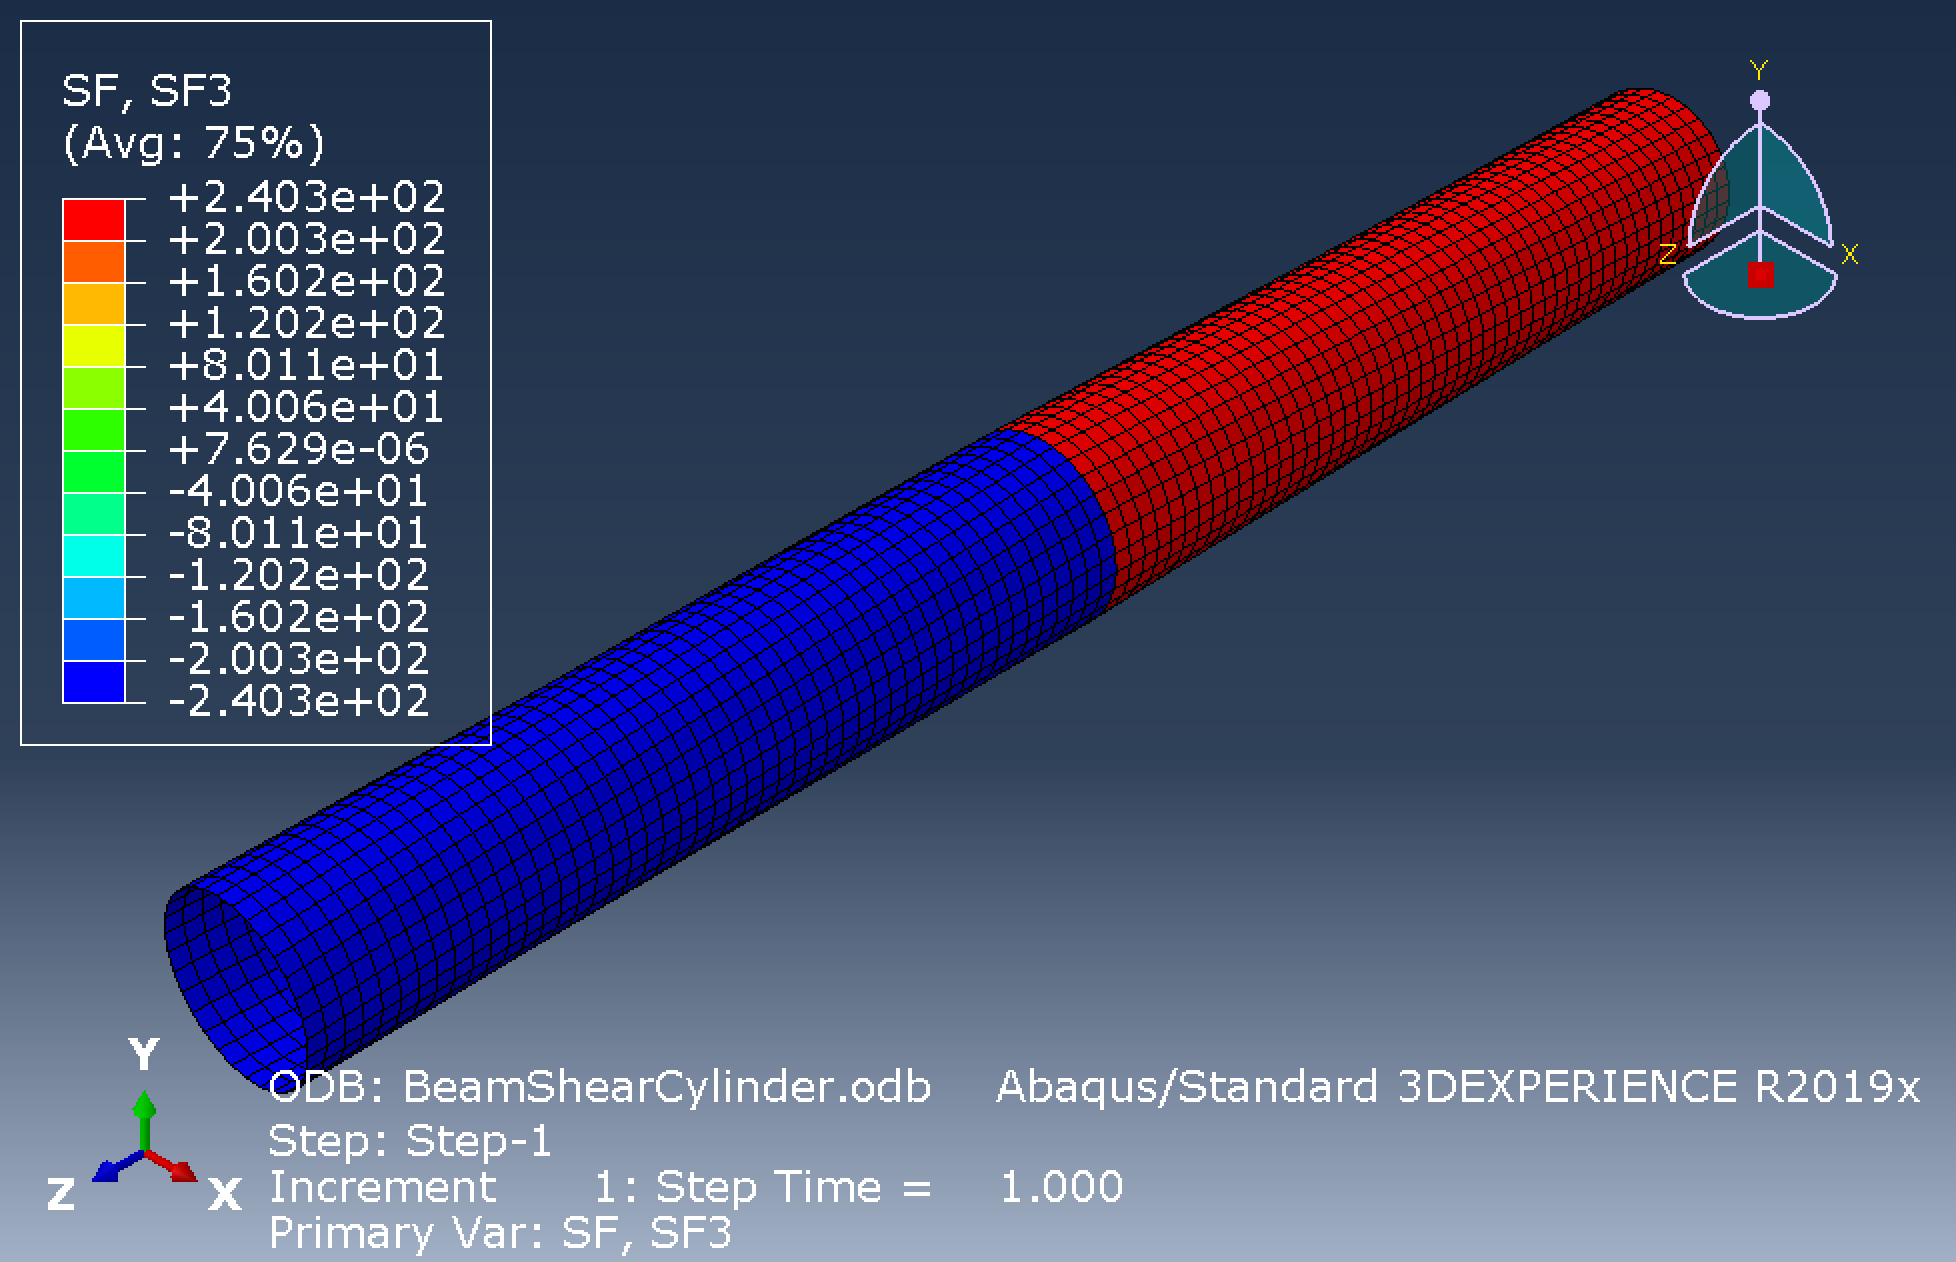 SF, SF3
(Avg: 75%)
+2.403e+02
+2.003e+02
+1.602e+02
+1.202e+02
+8.011e+01
+4.006e+01
+7.629e-06
-4.006e+01
-8.011e+01
-1.202e+02
-1.602e+02
-2.003e+02
-2.403e+02
Y
Z
X
Y
Z
X
ODB: BeamShearCylinder.odb Abaqus/Standard 3DEXPERIENCE R2019x
Step: Step-1
Increment 1: Step Time = 1.000
Primary Var: SF, SF3